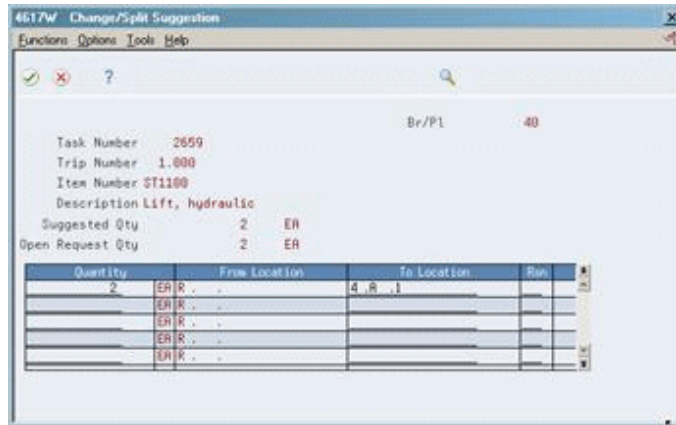 4617W Change/Split Suggestion
Functions Options Tools Help
?
Br/Pl 40
Task Number 2659
Trip Number 1.000
Item Number ST1100
Description Lift, hydraulic
Suggested Qty 2 EA
Open Request Qty 2 EA
Quantity From Location To Location Rsn
2 EA R . . 4 .A .1
EA R . .
EA R . .
EA R . .
EA R . .